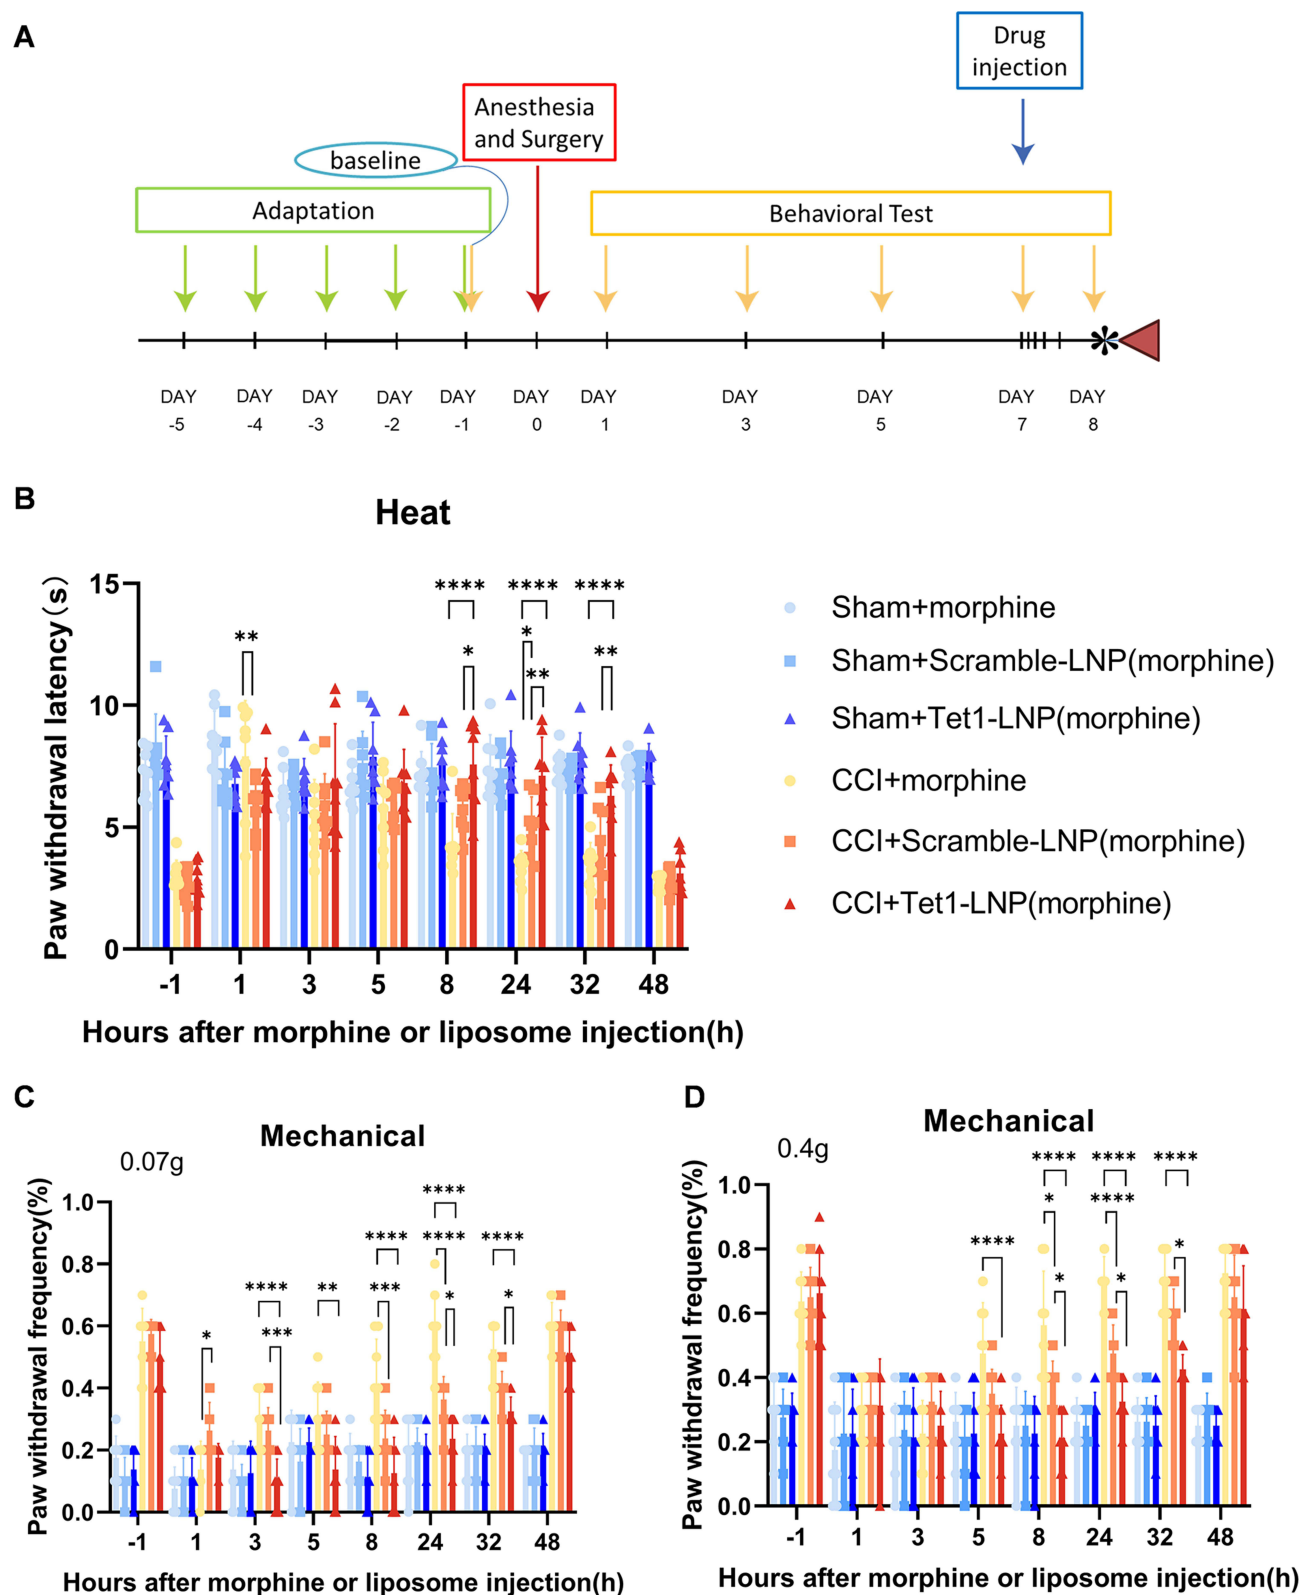 A
Drug
injection
Anesthesia
and Surgery
baseline
Adaptation
Behavioral Test
*
DAY DAY DAY DAY DAY DAY DAY DAY DAY DAY DAY
-5 -4 -3 -2 -1 0 1 3 5 7 8
B
Heat
Paw withdrawal latency(s)
15
10
5
0
**** **** ****
** * * ** **
-1 1 3 5 8 24 32 48
Hours after morphine or liposome injection(h)
Sham+morphine
Sham+Scramble-LNP(morphine)
Sham+Tet1-LNP(morphine)
CCI+morphine
CCI+Scramble-LNP(morphine)
CCI+Tet1-LNP(morphine)
C
Mechanical
0.07g
Paw withdrawal frequency(%)
1.0
0.8
0.6
0.4
0.2
0.0
****
**** **** ****
**** ** *** * *
* ***
-1 1 3 5 8 24 32 48
Hours after morphine or liposome injection(h)
D
Mechanical
0.4g
Paw withdrawal frequency(%)
1.0
0.8
0.6
0.4
0.2
0.0
**** **** ****
* ****
**** *
* *
-1 1 3 5 8 24 32 48
Hours after morphine or liposome injection(h)